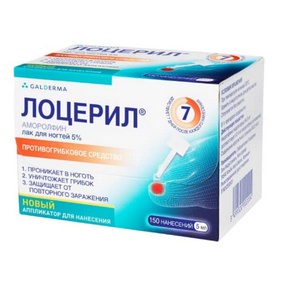 GALDERMA
ЛОЦЕРИЛ®
АМОРОЛФИН
лак для ногтей 5%
ПРОТИВОГРИБКОВОЕ СРЕДСТВО
1. ПРОНИКАЕТ В НОГОТЬ
2. УНИЧТОЖАЕТ ГРИБОК
3. ЗАЩИЩАЕТ ОТ
ПОВТОРНОГО ЗАРАЖЕНИЯ
НОВЫЙ
АППЛИКАТОР ДЛЯ НАНЕСЕНИЯ
7
150 НАНЕСЕНИЙ
5 мл